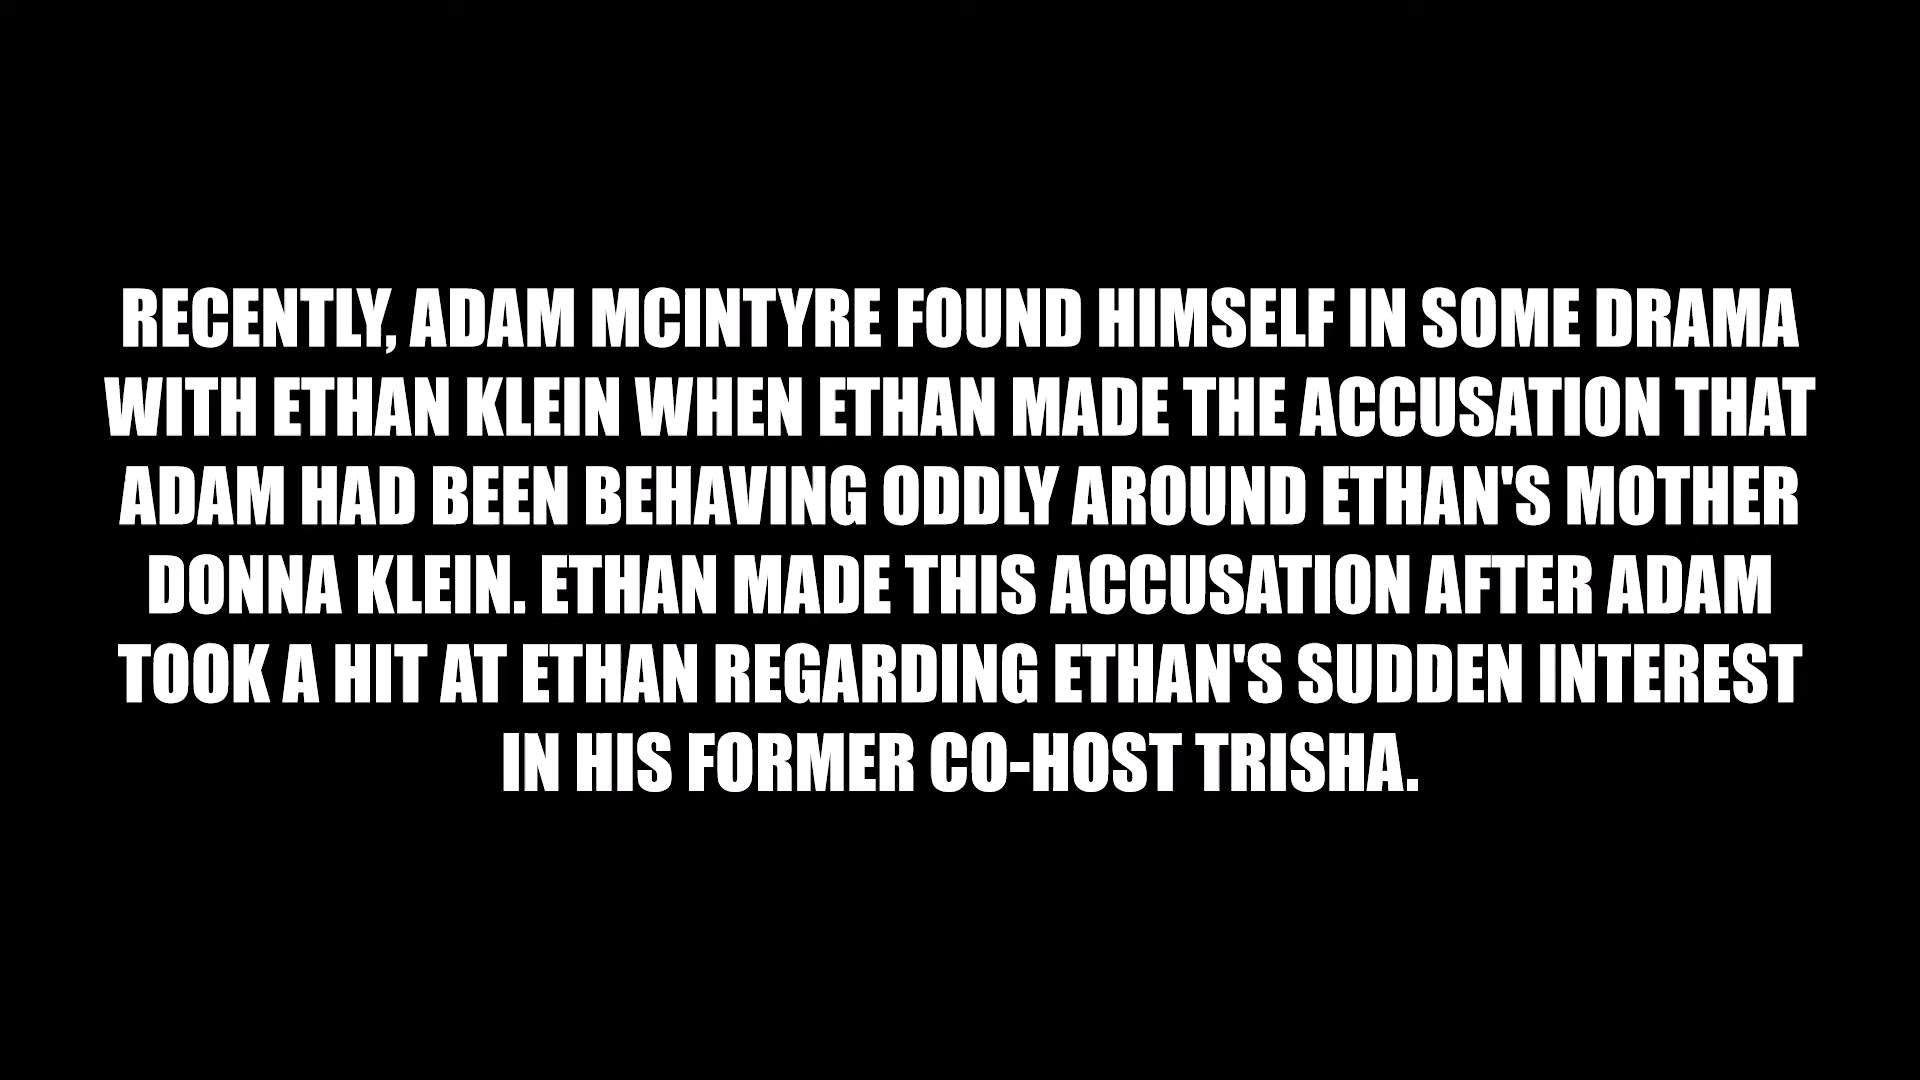 RECENTLY, ADAM MCINTYRE FOUND HIMSELF IN SOME DRAMA
WITH ETHAN KLEIN WHEN ETHAN MADE THE ACCUSATION THAT
ADAM HAD BEEN BEHAVING ODDLY AROUND ETHAN'S MOTHER
DONNA KLEIN. ETHAN MADE THIS ACCUSATION AFTER ADAM
TOOK A HIT AT ETHAN REGARDING ETHAN'S SUDDEN INTEREST
IN HIS FORMER CO-HOST TRISHA.